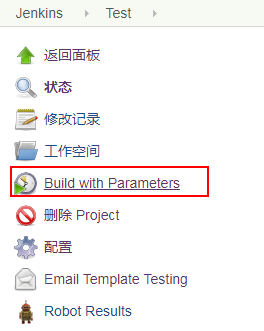 Jenkins Test
返回面板
状态
修改记录
工作空间
Build with Parameters
删除 Project
配置
Email Template Testing
Robot Results